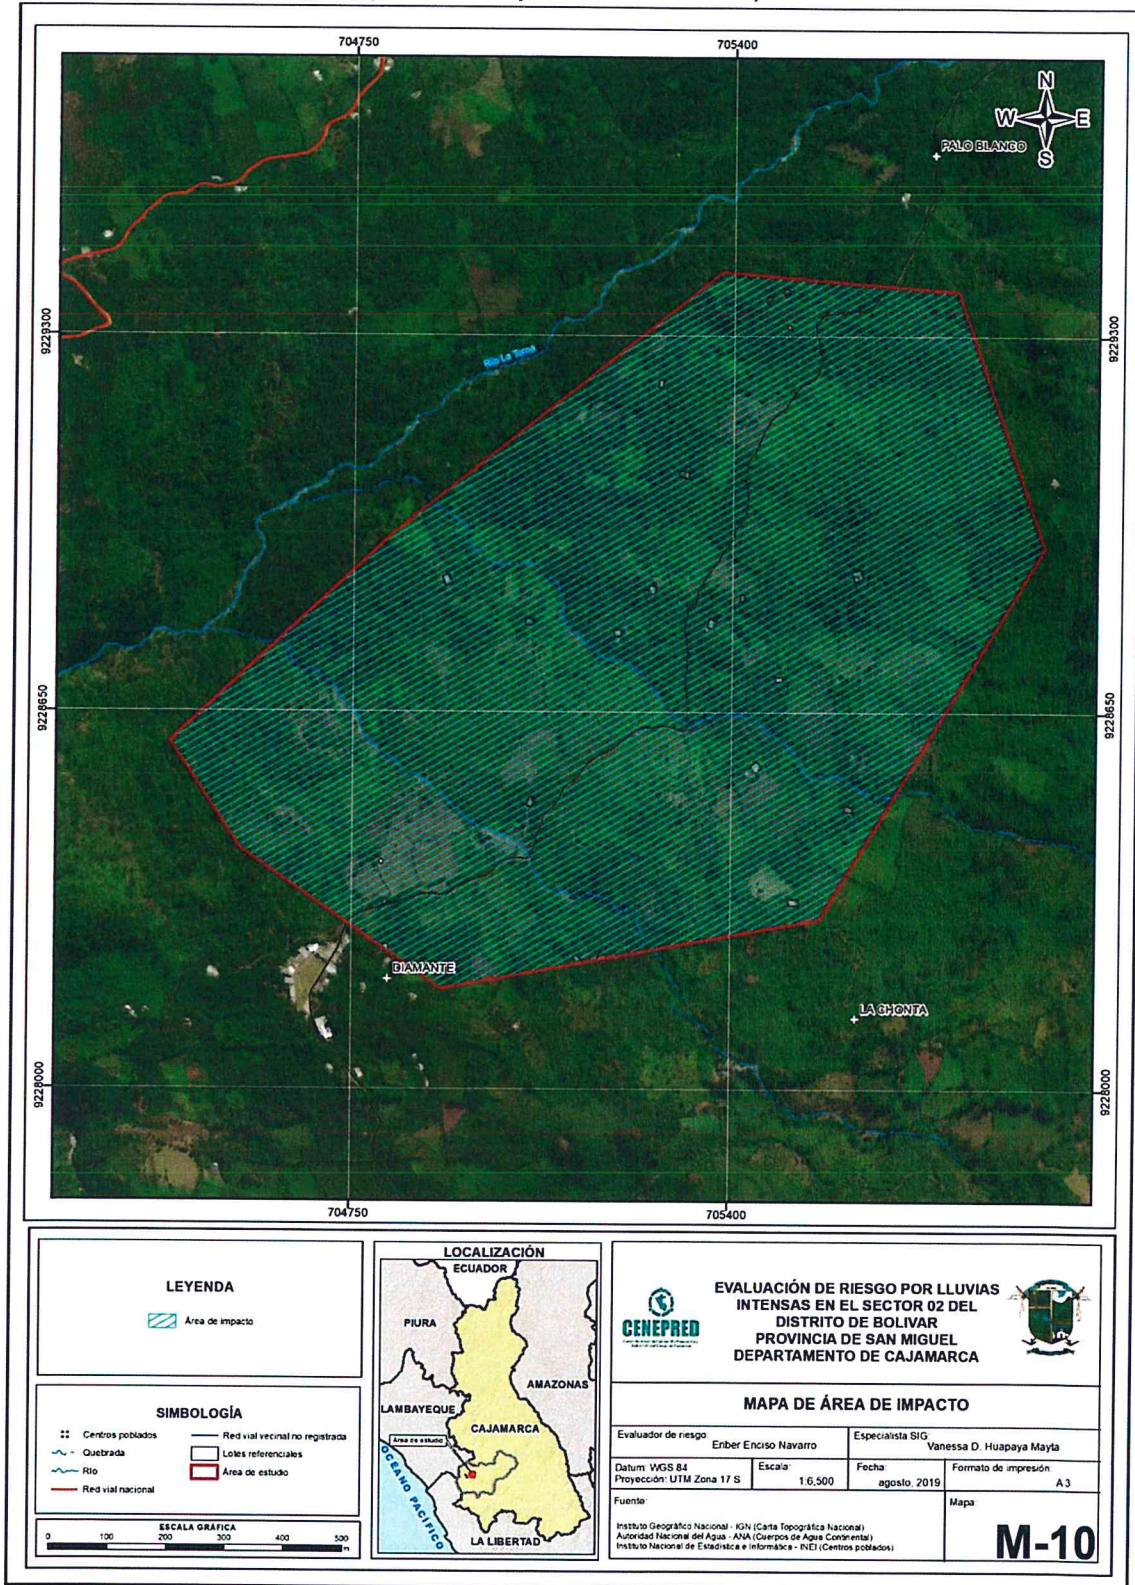 704750
705400
N
W
E
S
PALO BLANCO
9229300
9229300
Río La Toma
9228650
9228650
DIAMANTE
LA CHONTA
9228000
9228000
704750
705400
LEYENDA
Área de impacto
SIMBOLOGÍA
Centros poblados
Quebrada
Río
Red vial nacional
Red vial vecinal no registrada
Lotes referenciales
Área de estudio
ESCALA GRÁFICA
0 100 200 300 400 500
m
LOCALIZACIÓN
ECUADOR
PIURA
AMAZONAS
LAMBAYEQUE
CAJAMARCA
Área de estudio
OCEANO PACÍFICO
LA LIBERTAD
CENEPRED
EVALUACIÓN DE RIESGO POR LLUVIAS
INTENSAS EN EL SECTOR 02 DEL
DISTRITO DE BOLIVAR
PROVINCIA DE SAN MIGUEL
DEPARTAMENTO DE CAJAMARCA
MAPA DE ÁREA DE IMPACTO
Evaluador de riesgo:
Enber Enciso Navarro
Especialista SIG:
Vanessa D. Huapaya Mayta
Datum: WGS 84
Proyección: UTM Zona 17 S
Escala:
1:6,500
Fecha:
agosto, 2019
Formato de impresión:
A3
Fuente:
Instituto Geográfico Nacional - IGN (Carta Topográfica Nacional)
Autoridad Nacional del Agua - ANA (Cuerpos de Agua Continental)
Instituto Nacional de Estadística e Informática - INEI (Centros poblados)
Mapa:
M-10